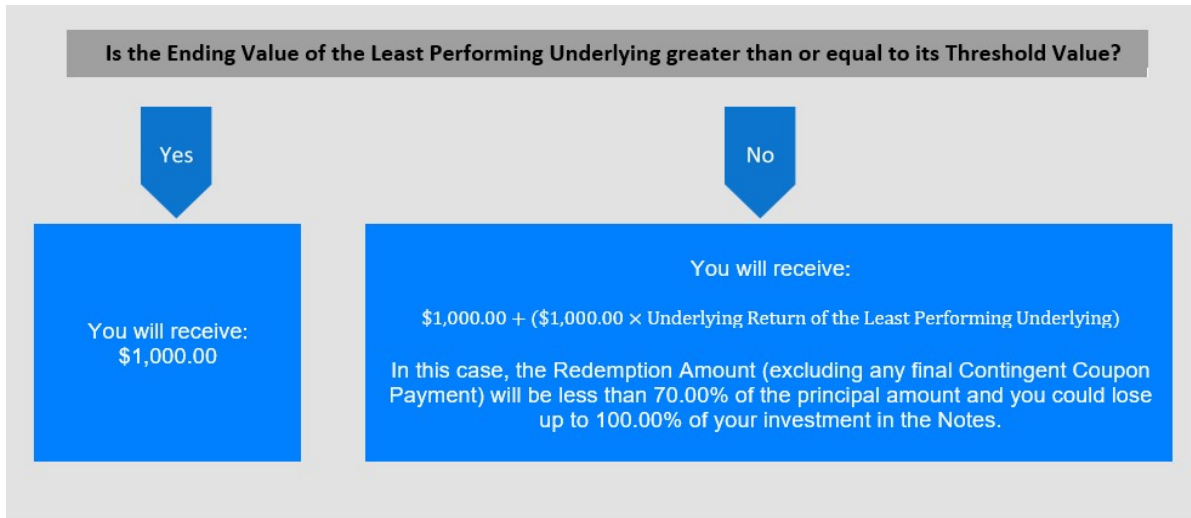 Is the Ending Value of the Least Performing Underlying greater than or equal to its Threshold Value?
Yes
No
You will receive:
$1,000.00
You will receive:
$1,000.00 + ($1,000.00 × Underlying Return of the Least Performing Underlying)
In this case, the Redemption Amount (excluding any final Contingent Coupon
Payment) will be less than 70.00% of the principal amount and you could lose
up to 100.00% of your investment in the Notes.